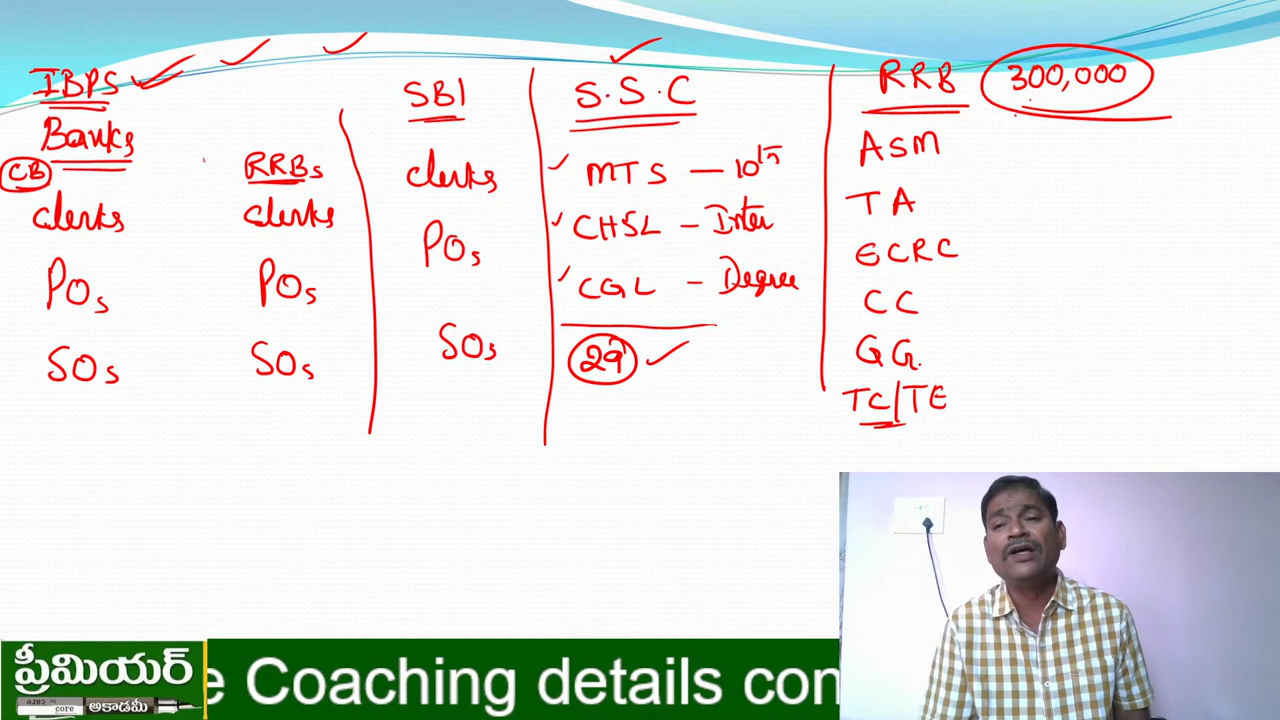 IBPS
Banks
CB
clerks
POs
SOs
RRBs
clerks
POs
SOs
SBI
clerks
POs
SOs
S.S.C
MTS — 10th
CHSL – Inter
CGL – Degree
29
RRB 300,000
ASM
TA
ECRC
CC
GG
TC/TE
ప్రీమియర్
అకాడమీ
core
e Coaching details con